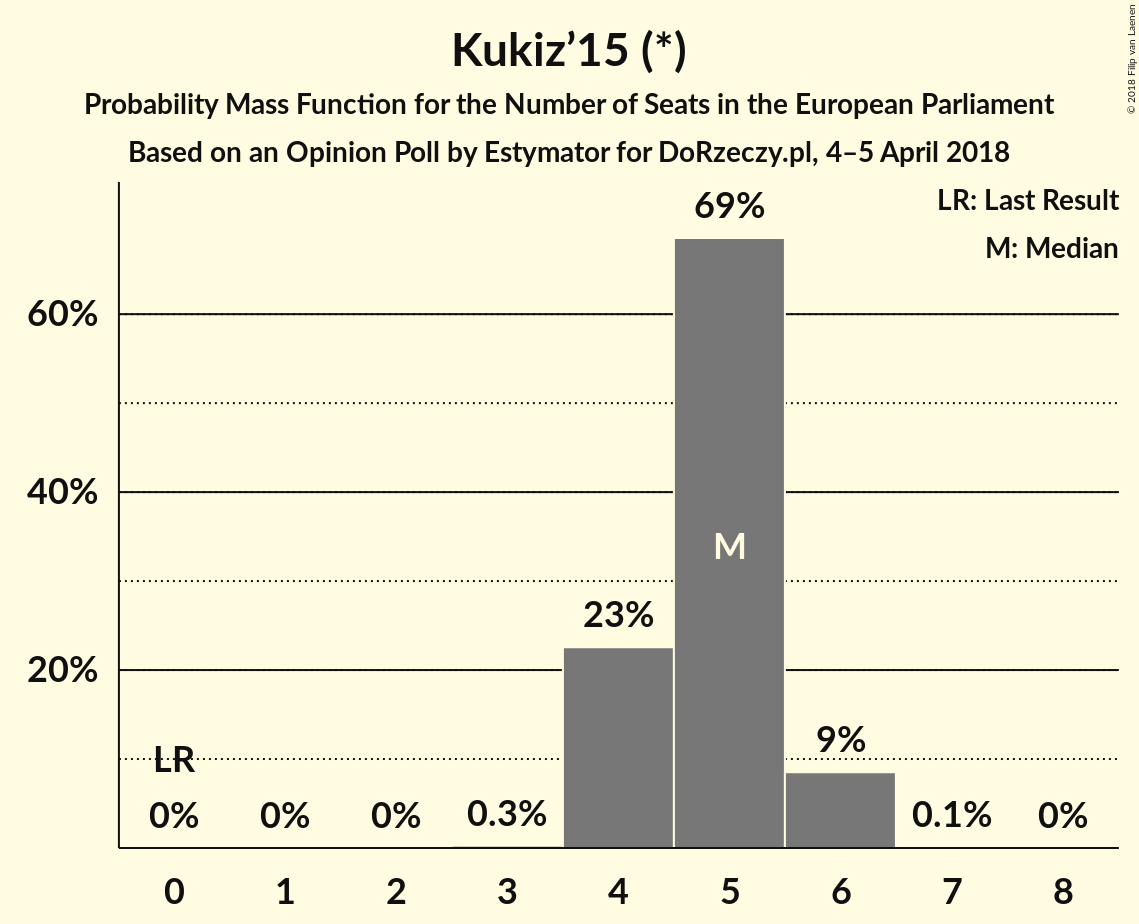 Kukiz’15 (*)
Probability Mass Function for the Number of Seats in the European Parliament
Based on an Opinion Poll by Estymator for DoRzeczy.pl, 4–5 April 2018
© 2018 Filip van Laenen
LR: Last Result
M: Median
60%
40%
20%
LR
0%
0%
0%
0.3%
23%
69%
M
9%
0.1%
0%
0 1 2 3 4 5 6 7 8